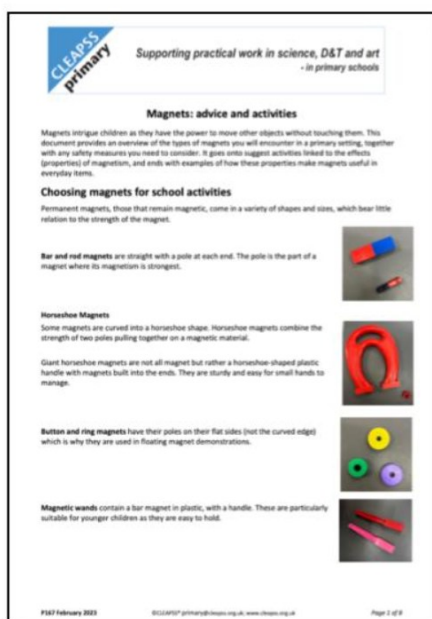 CLEAPSS
primary
Supporting practical work in science, D&T and art
- in primary schools
Magnets: advice and activities
Magnets intrigue children as they have the power to move other objects without touching them. This
document provides an overview of the types of magnets you will encounter in a primary setting, together
with any safety measures you need to consider. It goes onto suggest activities linked to the effects
(properties) of magnetism, and ends with examples of how these properties make magnets useful in
everyday items.
Choosing magnets for school activities
Permanent magnets, those that remain magnetic, come in a variety of shapes and sizes, which bear little
relation to the strength of the magnet.
Bar and rod magnets are straight with a pole at each end. The pole is the part of a
magnet where its magnetism is strongest.
Horseshoe Magnets
Some magnets are curved into a horseshoe shape. Horseshoe magnets combine the
strength of two poles pulling together on a magnetic material.
Giant horseshoe magnets are not all magnet but rather a horseshoe-shaped plastic
handle with magnets built into the ends. They are sturdy and easy for small hands to
manage.
Button and ring magnets have their poles on their flat sides (not the curved edge)
which is why they are used in floating magnet demonstrations.
Magnetic wands contain a bar magnet in plastic, with a handle. These are particularly
suitable for younger children as they are easy to hold.
P167 February 2023 ©CLEAPSS® primary@cleapss.org.uk; www.cleapss.org.uk Page 1 of 8